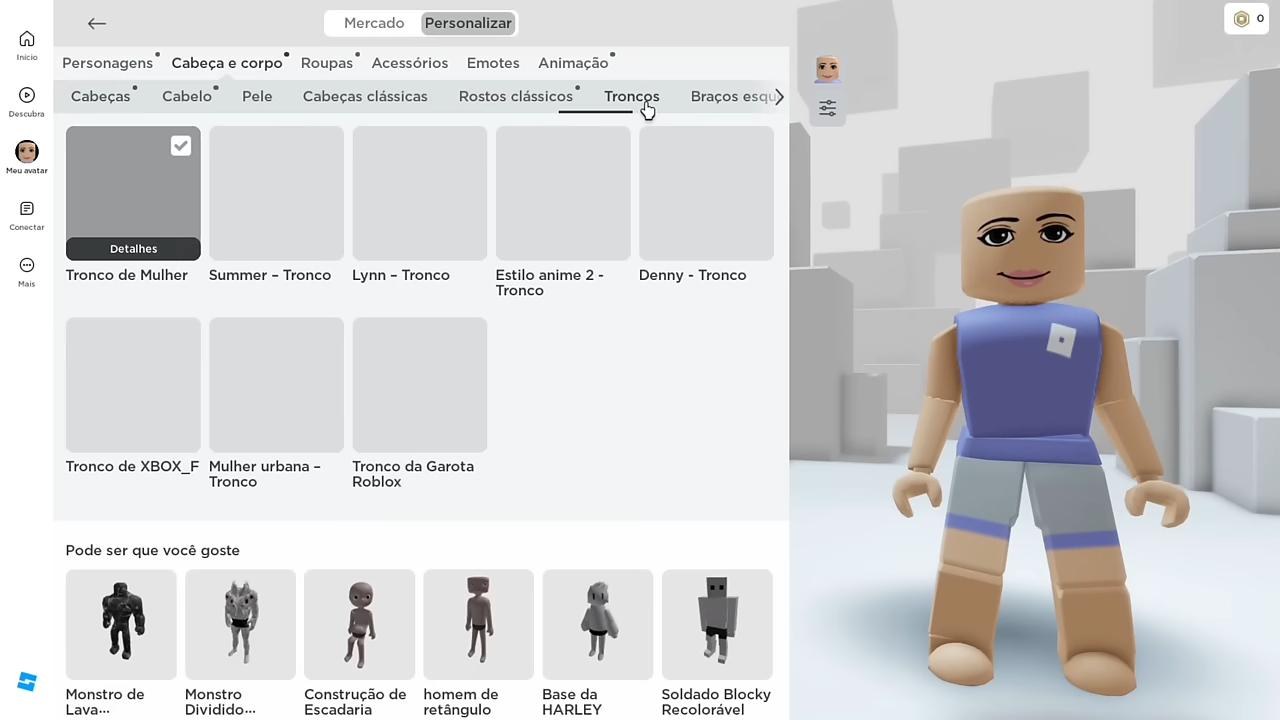 Mercado
Personalizar
0
Início
Descubra
Meu avatar
Conectar
Mais
Personagens
Cabeça e corpo
Roupas
Acessórios
Emotes
Animação
Cabeças
Cabelo
Pele
Cabeças clássicas
Rostos clássicos
Troncos
Braços esqu
Detalhes
Tronco de Mulher
Summer – Tronco
Lynn – Tronco
Estilo anime 2 -
Tronco
Denny - Tronco
Tronco de XBOX_F
Mulher urbana –
Tronco
Tronco da Garota
Roblox
Pode ser que você goste
Monstro de
Lava...
Monstro
Dividido...
Construção de
Escadaria
homem de
retângulo
Base da
HARLEY
Soldado Blocky
Recolorável